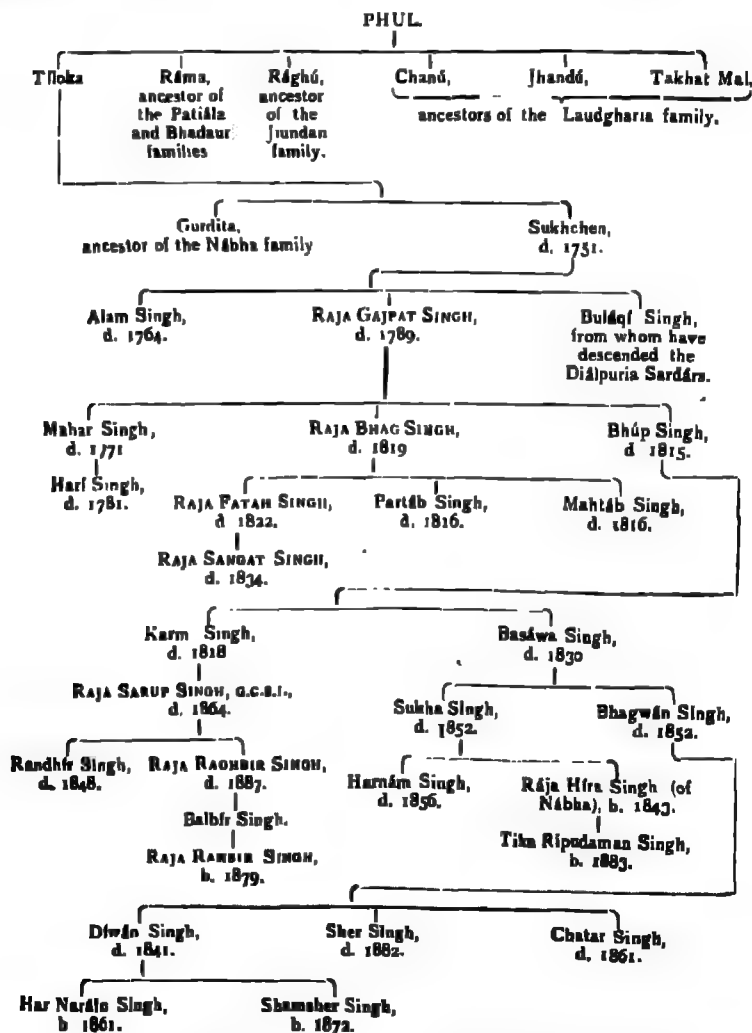 PHUL.
Tiloka
Ráma,
ancestor of
the Patiála
and Bhadaur
families
Rághú,
ancestor
of the
Jiundan
family.
Chanú,
Jhandú,
Takhat Mal,
ancestors of the Laudgharia family.
Gurdita,
ancestor of the Nábha family
Sukhchen,
d. 1751.
Alam Singh,
d. 1764.
RAJA GAJPAT SINGH,
d. 1789.
Buláqí Singh,
from whom have
descended the
Diálpuria Sardárs.
Mahar Singh,
d. 1771
RAJA BHAG SINGH,
d. 1819
Bhúp Singh,
d 1815.
Harí Singh,
d. 1781.
RAJA FATAH SINGH,
d 1822.
Partáb Singh,
d. 1816.
Mahtáb Singh,
d. 1816.
RAJA SANGAT SINGH,
d. 1834.
Karm Singh,
d. 1818
Basáwa Singh,
d. 1830
RAJA SARUP SINGH, G.C.S.I.,
d. 1864.
Sukha Singh,
d. 1852.
Bhagwán Singh,
d. 1852.
Randhír Singh,
d. 1848.
RAJA RAGHBIR SINGH,
d. 1887.
Harnám Singh,
d. 1856.
Rája Híra Singh (of
Nábha), b. 1843.
Balbír Singh.
Tika Ripudaman Singh,
b. 1883.
RAJA RANBIR SINGH,
b. 1879.
Díwán Singh,
d. 1841.
Sher Singh,
d. 1882.
Chatar Singh,
d. 1861.
Har Naráin Singh,
b 1861.
Shamsher Singh,
b. 1872.